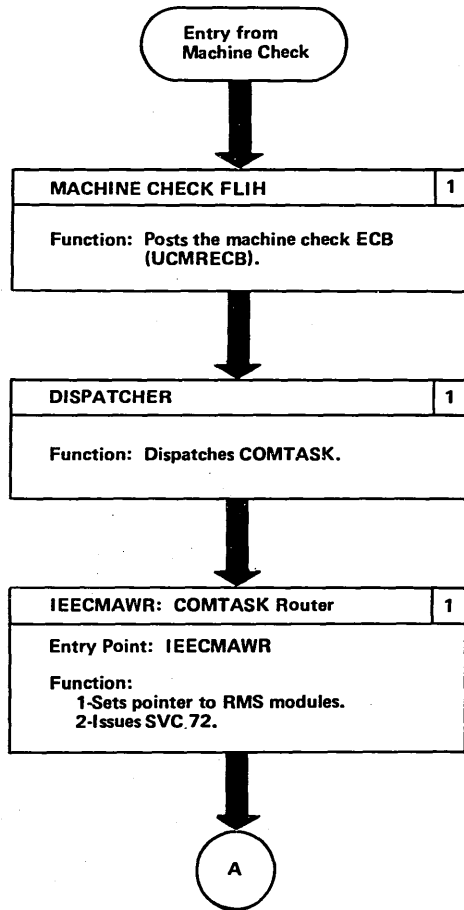 Entry from
Machine Check
MACHINE CHECK FLIH 1
Function: Posts the machine check ECB
(UCMRECB).
DISPATCHER 1
Function: Dispatches COMTASK.
IEECMAWR: COMTASK Router 1
Entry Point: IEECMAWR
Function:
1-Sets pointer to RMS modules.
2-Issues SVC 72.
A